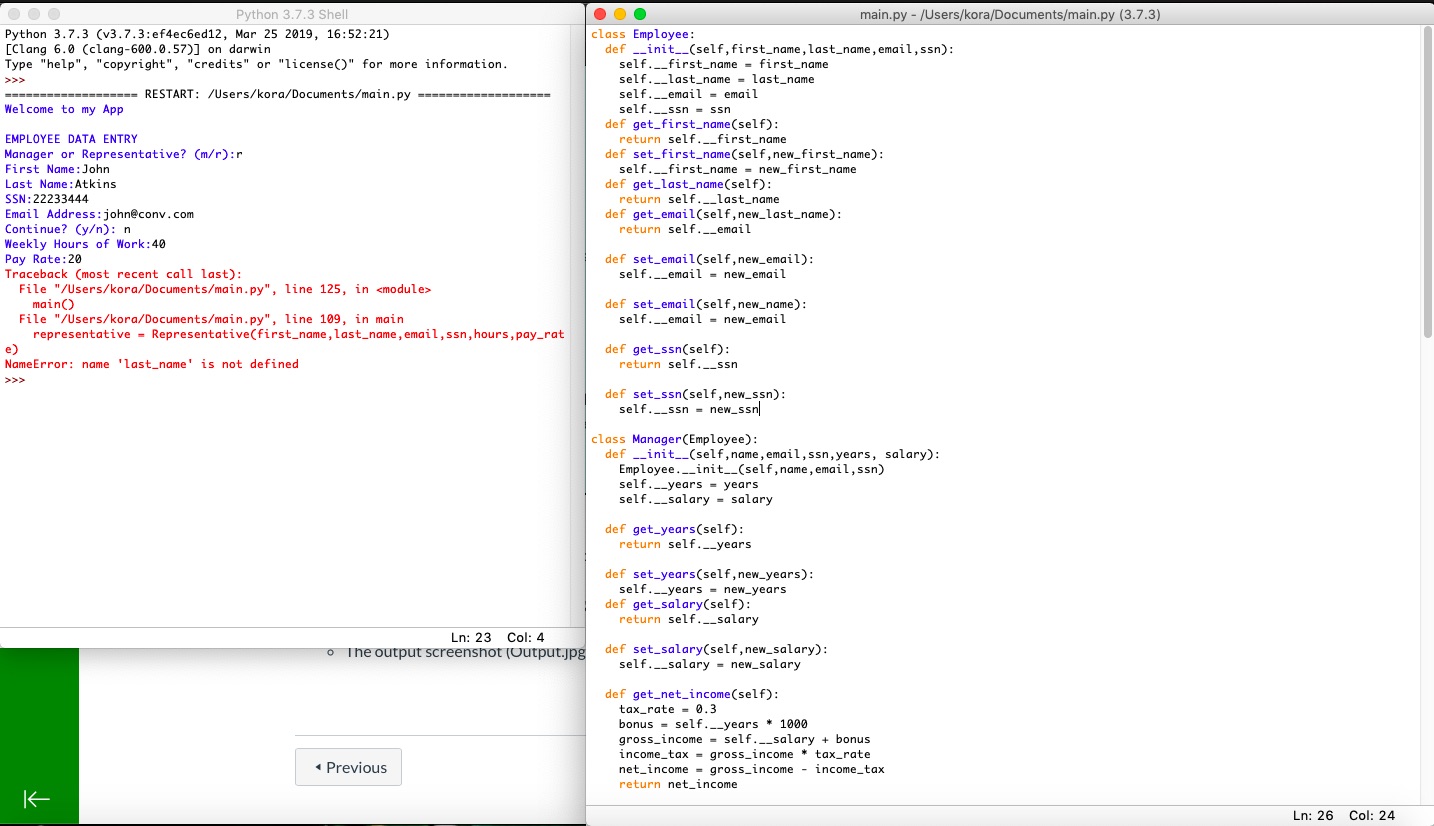 Python 3.7.3 Shell
Python 3.7.3 (v3.7.3:ef4ec6ed12, Mar 25 2019, 16:52:21)
[Clang 6.0 (clang-600.0.57)] on darwin
Type "help", "copyright", "credits" or "license()" for more information.
>>>
=================== RESTART: /Users/kora/Documents/main.py ===================
Welcome to my App

EMPLOYEE DATA ENTRY
Manager or Representative? (m/r):r
First Name:John
Last Name:Atkins
SSN:22233444
Email Address:john@conv.com
Continue? (y/n): n
Weekly Hours of Work:40
Pay Rate:20
Traceback (most recent call last):
  File "/Users/kora/Documents/main.py", line 125, in <module>
    main()
  File "/Users/kora/Documents/main.py", line 109, in main
    representative = Representative(first_name,last_name,email,ssn,hours,pay_rat
e)
NameError: name 'last_name' is not defined
>>>
Ln: 23 Col: 4
The output screenshot (Output.jpg
Previous
main.py - /Users/kora/Documents/main.py (3.7.3)
class Employee:
  def __init__(self,first_name,last_name,email,ssn):
    self.__first_name = first_name
    self.__last_name = last_name
    self.__email = email
    self.__ssn = ssn
  def get_first_name(self):
    return self.__first_name
  def set_first_name(self,new_first_name):
    self.__first_name = new_first_name
  def get_last_name(self):
    return self.__last_name
  def get_email(self,new_last_name):
    return self.__email

  def set_email(self,new_email):
    self.__email = new_email

  def set_email(self,new_name):
    self.__email = new_email

  def get_ssn(self):
    return self.__ssn

  def set_ssn(self,new_ssn):
    self.__ssn = new_ssn

class Manager(Employee):
  def __init__(self,name,email,ssn,years, salary):
    Employee.__init__(self,name,email,ssn)
    self.__years = years
    self.__salary = salary

  def get_years(self):
    return self.__years

  def set_years(self,new_years):
    self.__years = new_years
  def get_salary(self):
    return self.__salary

  def set_salary(self,new_salary):
    self.__salary = new_salary

  def get_net_income(self):
    tax_rate = 0.3
    bonus = self.__years * 1000
    gross_income = self.__salary + bonus
    income_tax = gross_income * tax_rate
    net_income = gross_income - income_tax
    return net_income
Ln: 26 Col: 24